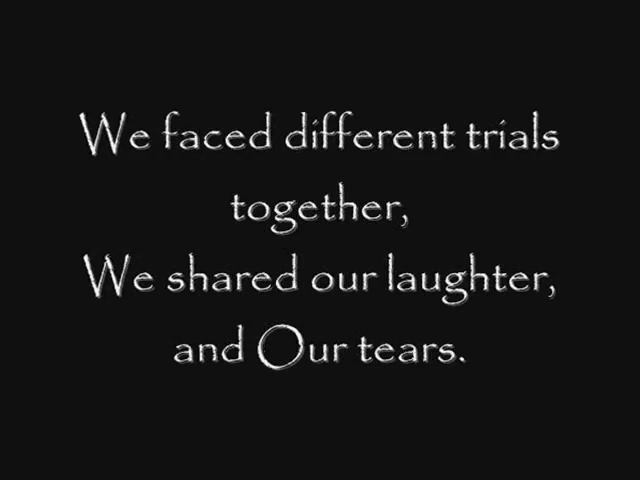 We faced different trials
together,
We shared our laughter,
and Our tears.